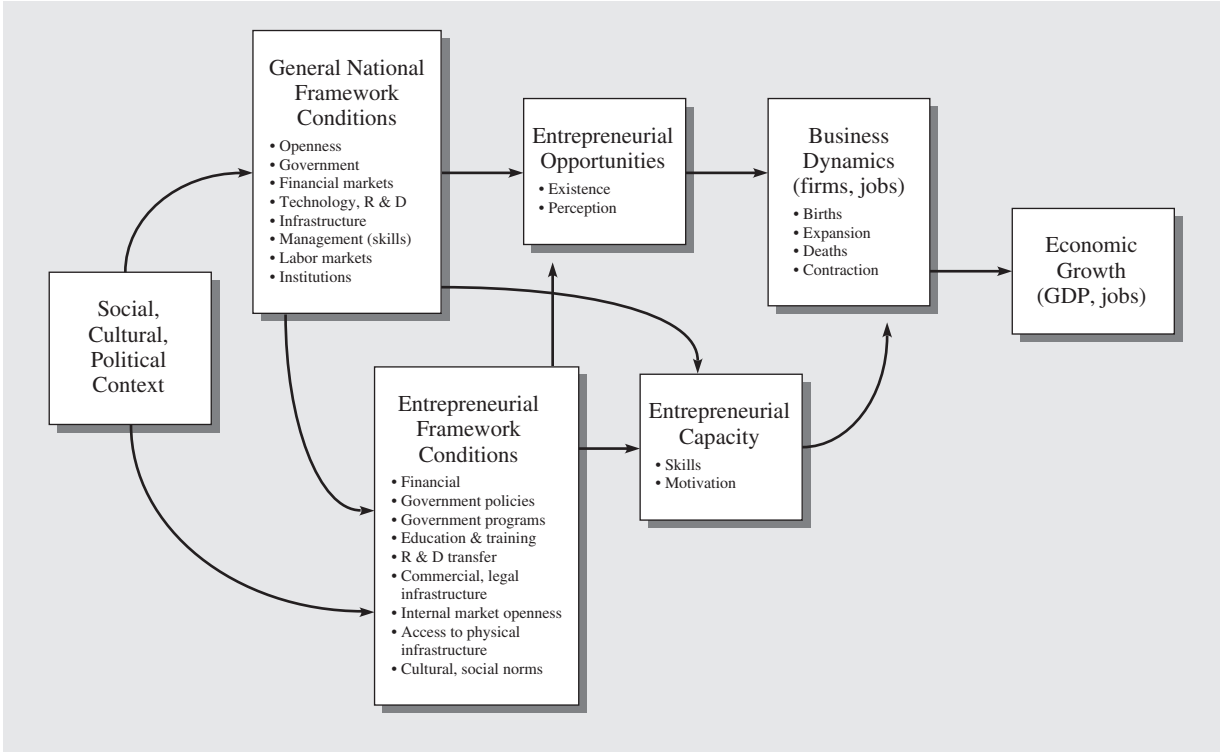 General National
Framework
Conditions
• Openness
• Government
• Financial markets
• Technology, R & D
• Infrastructure
• Management (skills)
• Labor markets
• Institutions
Entrepreneurial
Opportunities
• Existence
• Perception
Business
Dynamics
(firms, jobs)
• Births
• Expansion
• Deaths
• Contraction
Economic
Growth
(GDP, jobs)
Social,
Cultural,
Political
Context
Entrepreneurial
Framework
Conditions
• Financial
• Government policies
• Government programs
• Education & training
• R & D transfer
• Commercial, legal
infrastructure
• Internal market openness
• Access to physical
infrastructure
• Cultural, social norms
Entrepreneurial
Capacity
• Skills
• Motivation